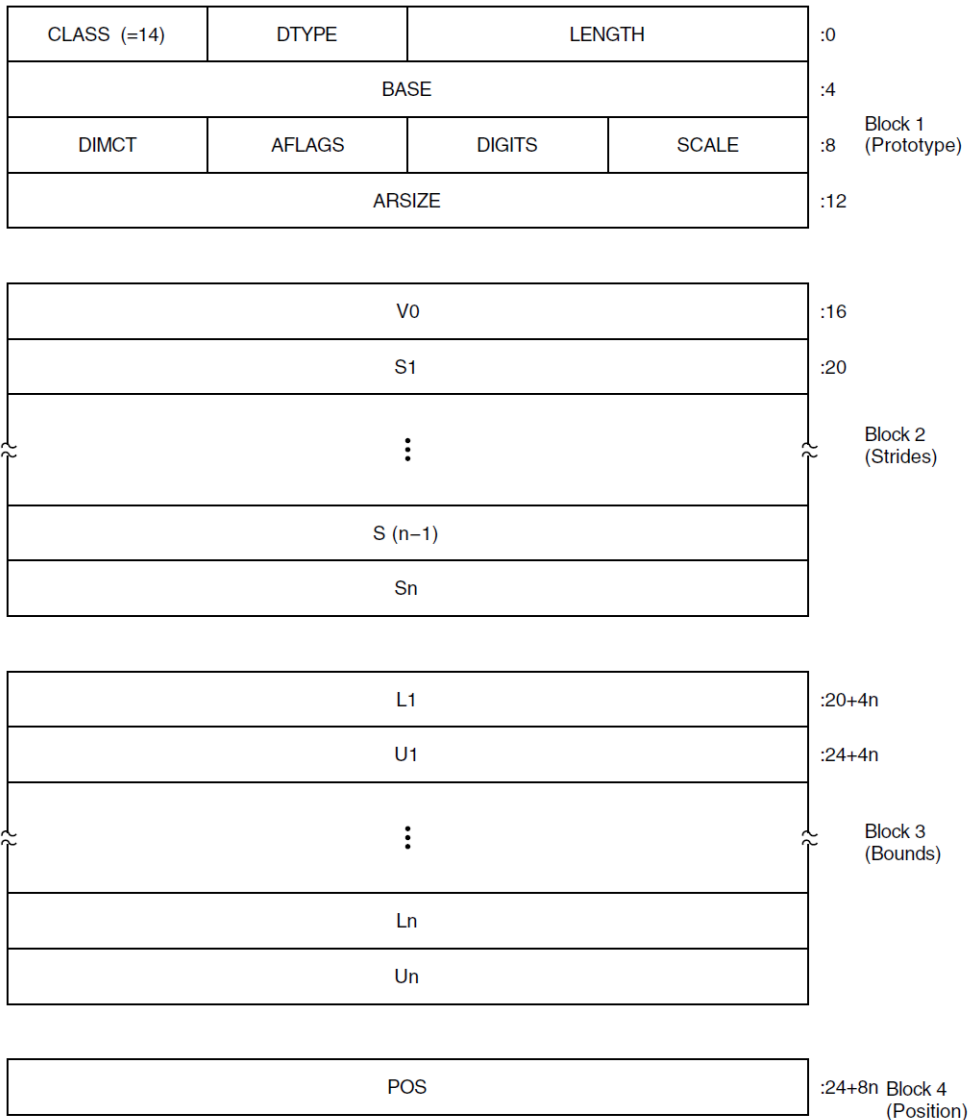 CLASS (=14) DTYPE LENGTH :0
BASE :4
Block 1
DIMCT AFLAGS DIGITS SCALE :8 (Prototype)
ARSIZE :12
V0 :16
S1 :20
Block 2
(Strides)
S (n−1)
Sn
L1 :20+4n
U1 :24+4n
Block 3
(Bounds)
Ln
Un
POS :24+8n Block 4
(Position)